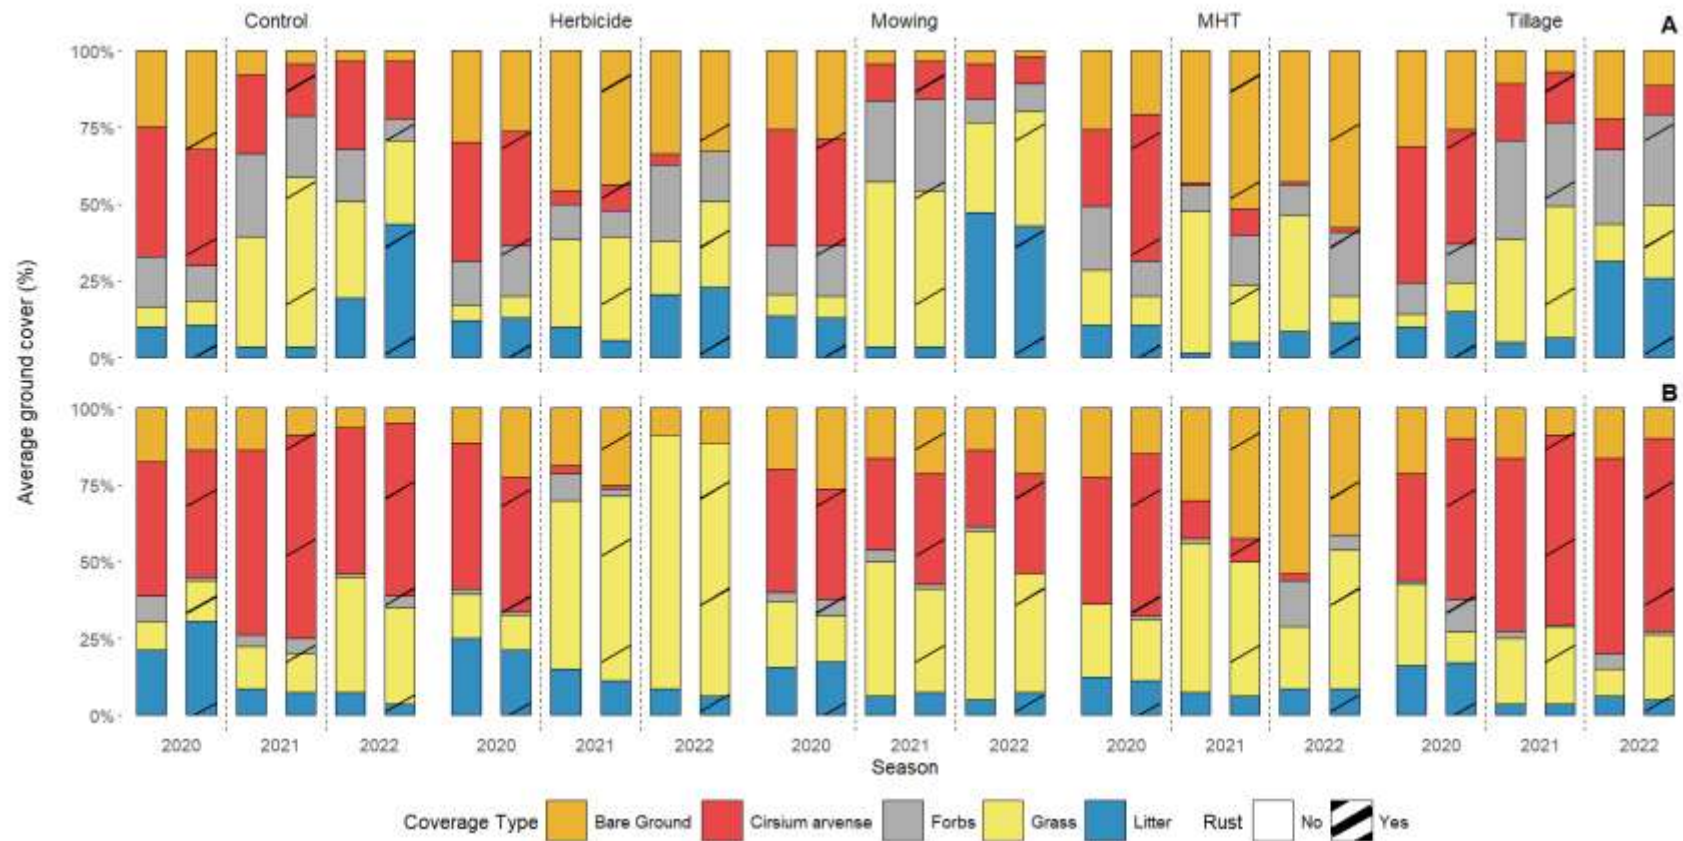 Control Herbicide Mowing MHT Tillage A
100%
75%
50%
25%
0%
B
100%
75%
50%
25%
0%
Average ground cover (%)
2020 2021 2022 2020 2021 2022 2020 2021 2022 2020 2021 2022 2020 2021 2022
Season
Coverage Type Bare Ground Cirsium arvense Forbs Grass Litter Rust No Yes